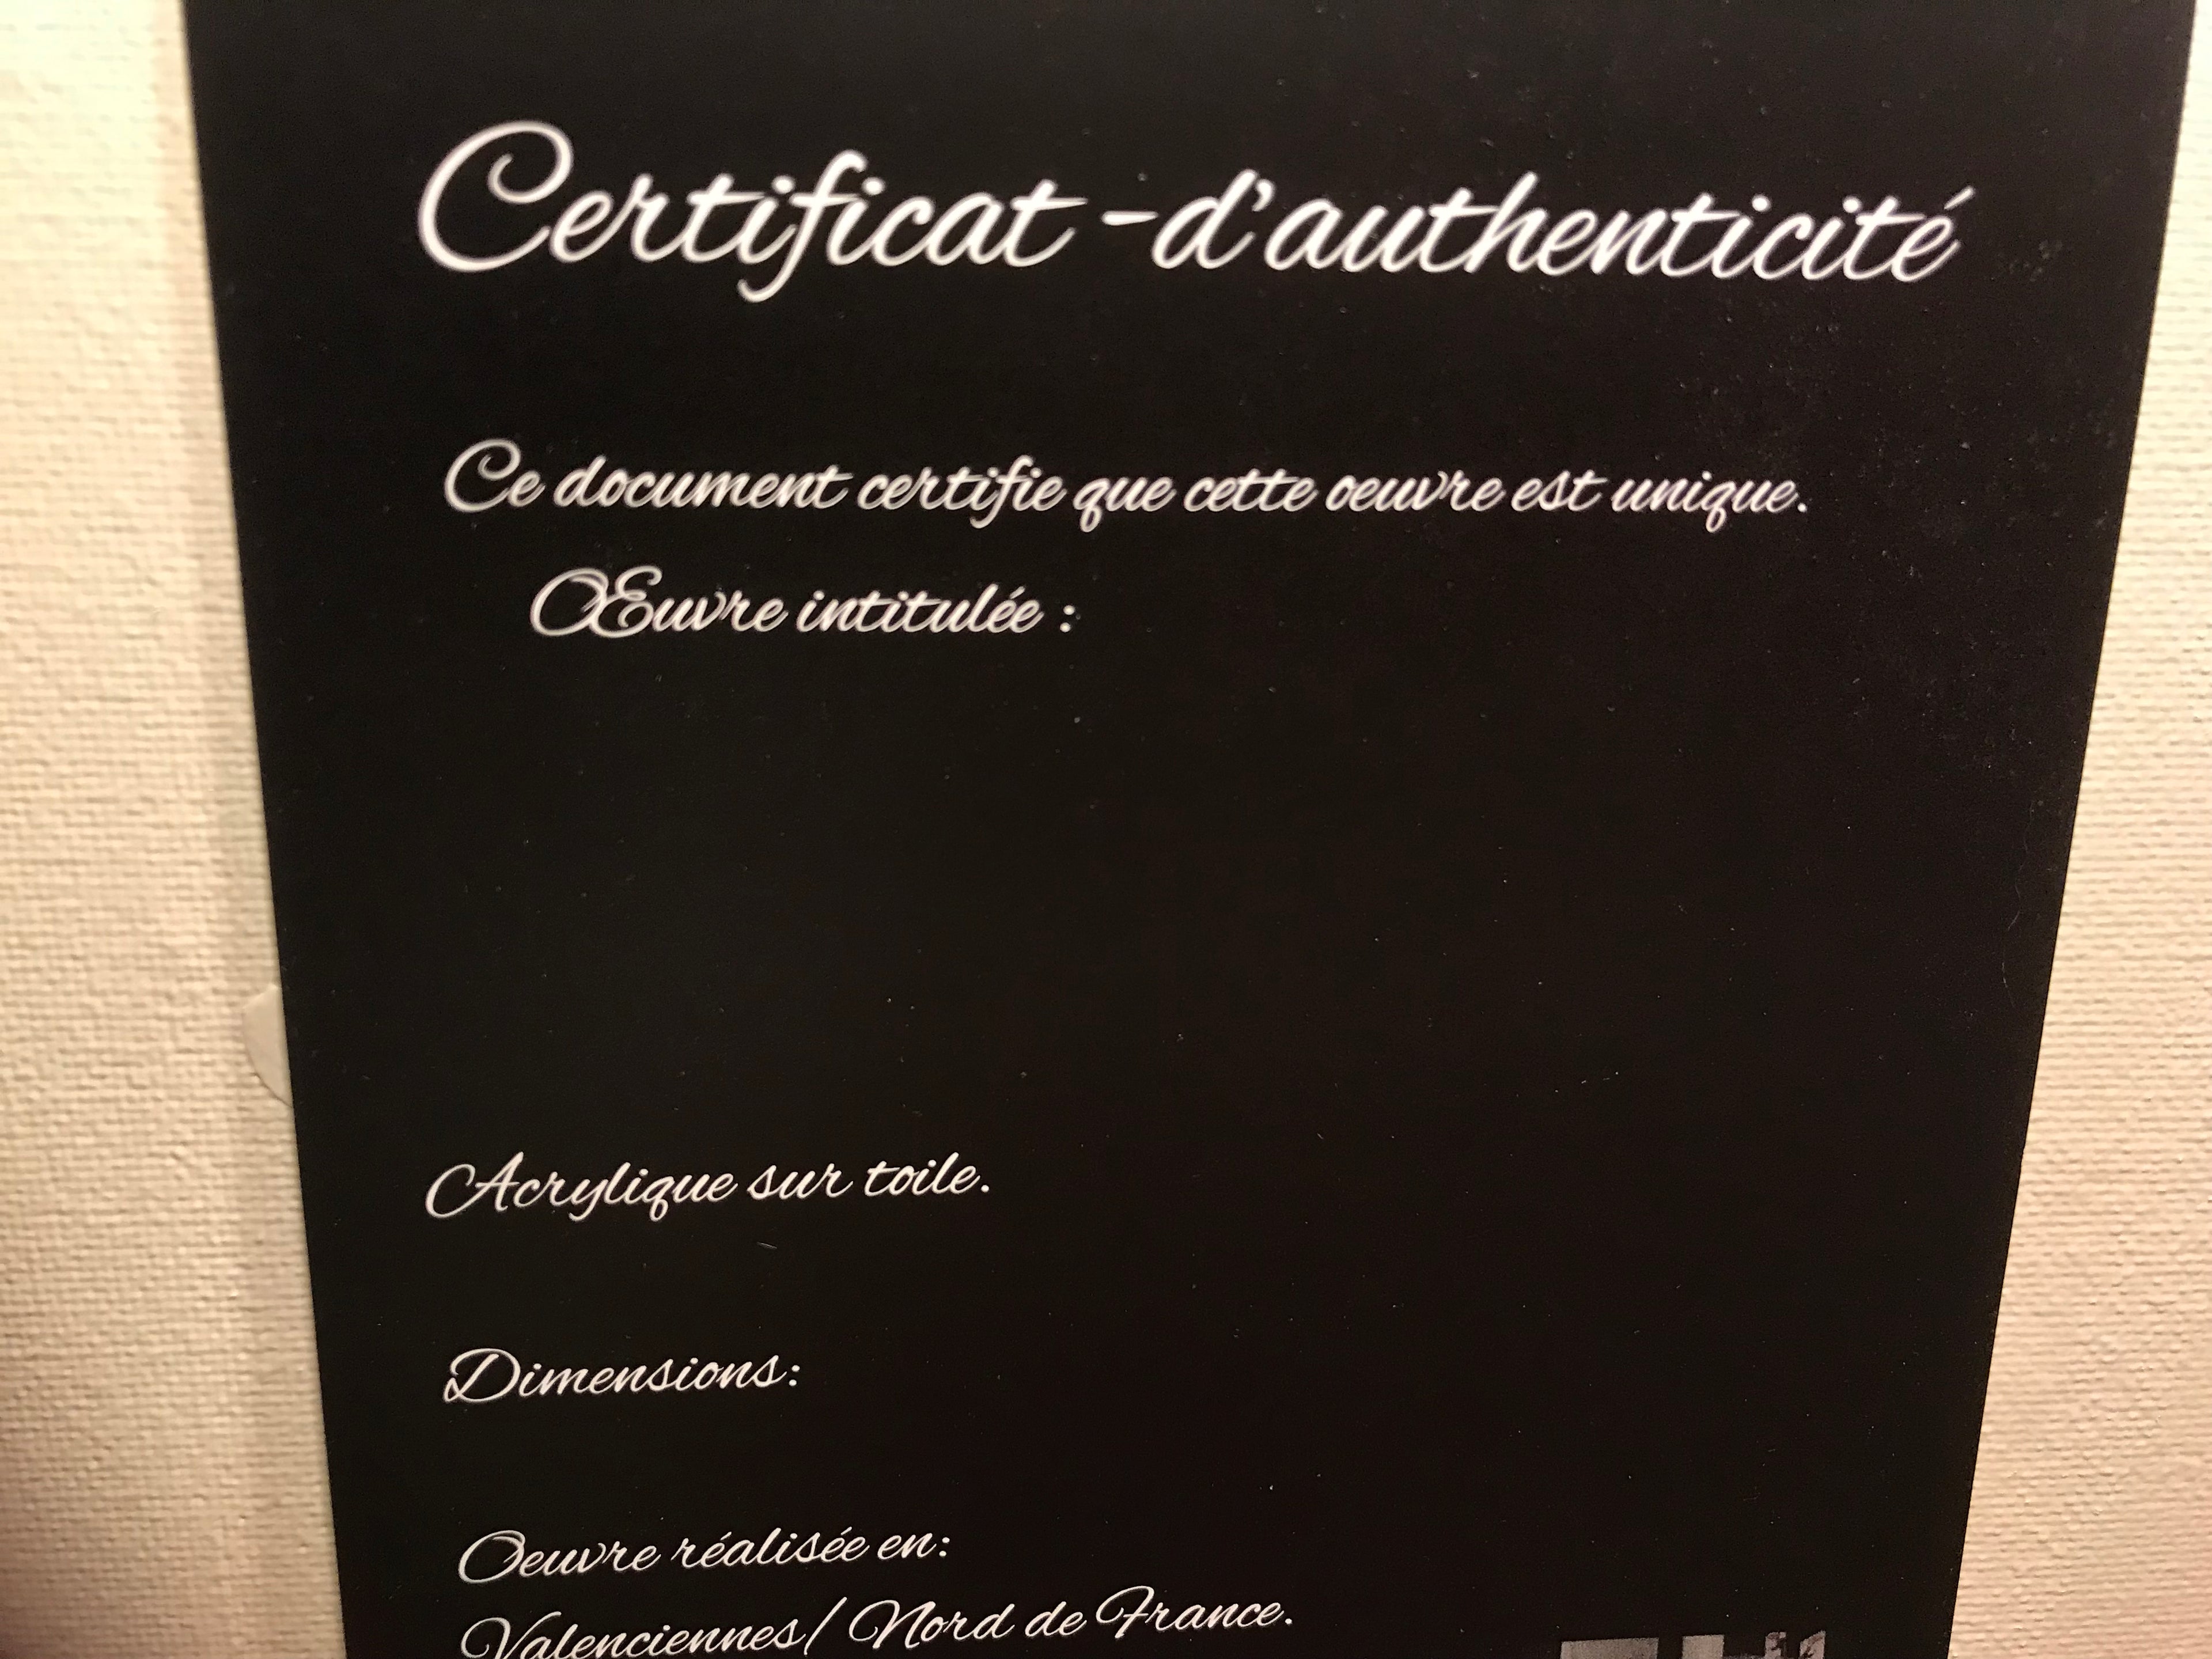 Certificat -d'authenticité
Ce document certifie que cette oeuvre est unique.
Œuvre intitulée :
Acrylique sur toile.
Dimensions:
Oeuvre réalisée en:
Valenciennes/ Nord de France.